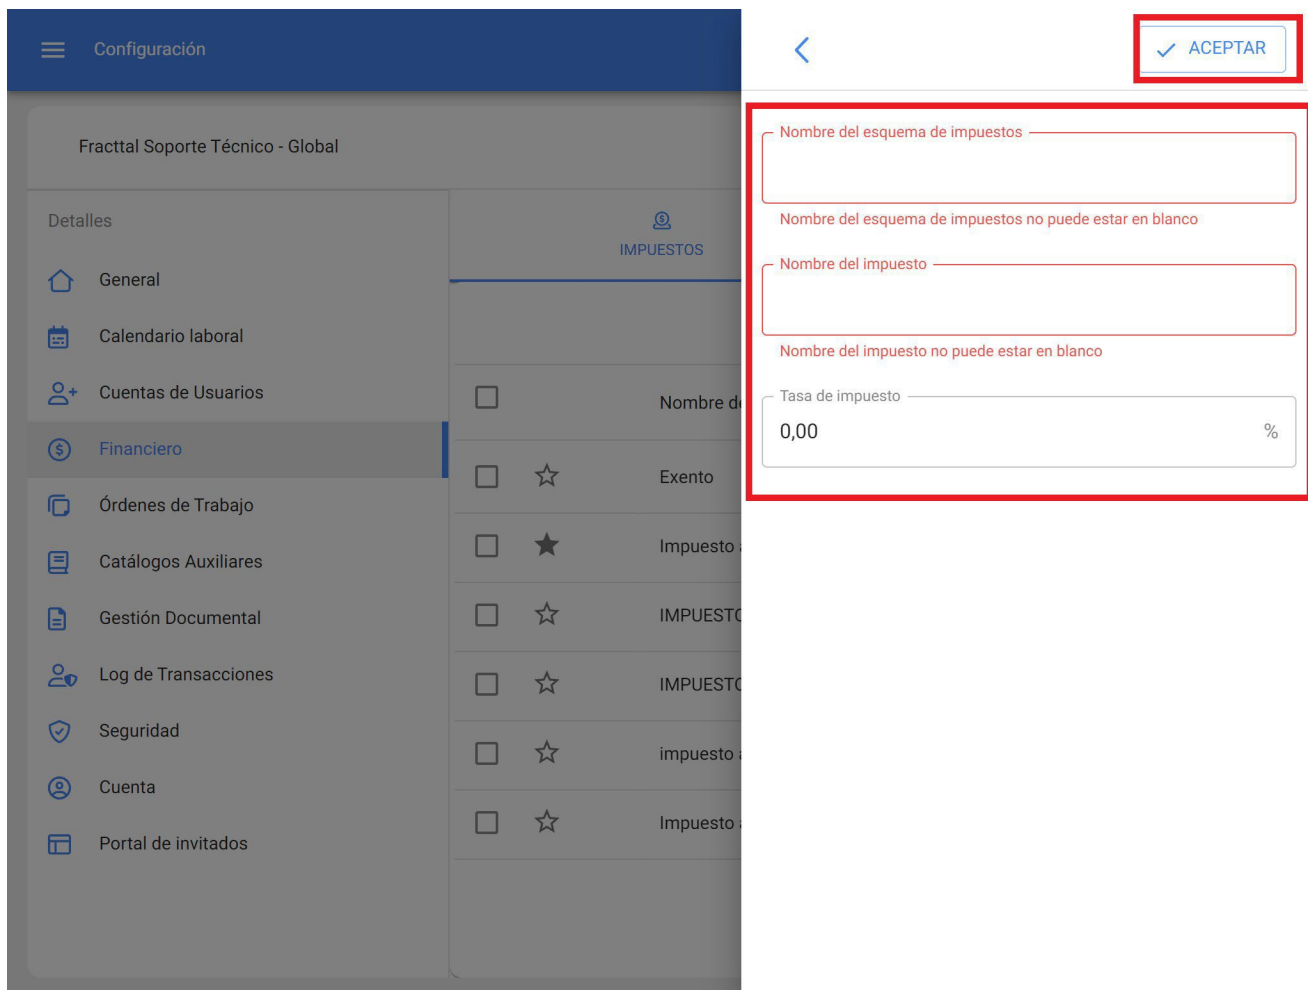 Configuración
ACEPTAR
Fracttal Soporte Técnico - Global
Detalles
General
Calendario laboral
Cuentas de Usuarios
Financiero
Órdenes de Trabajo
Catálogos Auxiliares
Gestión Documental
Log de Transacciones
Seguridad
Cuenta
Portal de invitados
IMPUESTOS
Nombre de
Exento
Impuesto
IMPUESTO
IMPUESTO
impuesto
Impuesto
Nombre del esquema de impuestos
Nombre del esquema de impuestos no puede estar en blanco
Nombre del impuesto
Nombre del impuesto no puede estar en blanco
Tasa de impuesto
0,00 %